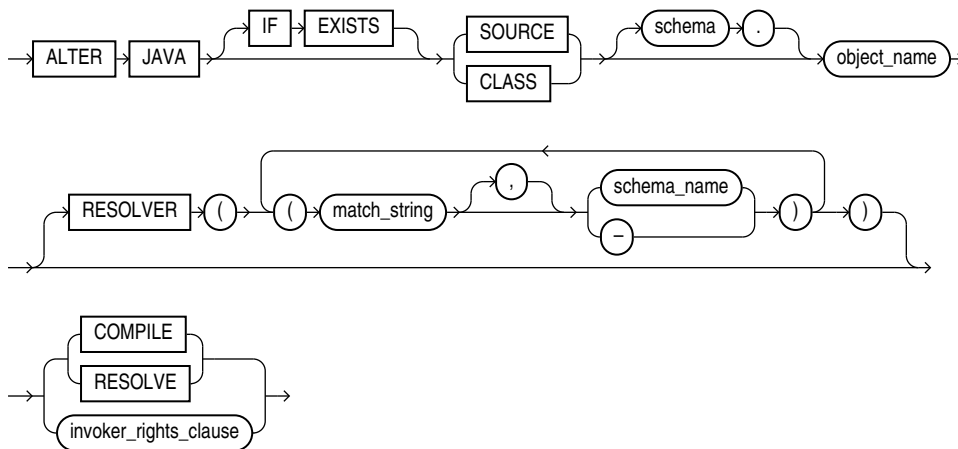 IF EXISTS SOURCE schema .
ALTER JAVA CLASS object_name
RESOLVER ( ( match_string , schema_name ) )
-
COMPILE
RESOLVE
invoker_rights_clause